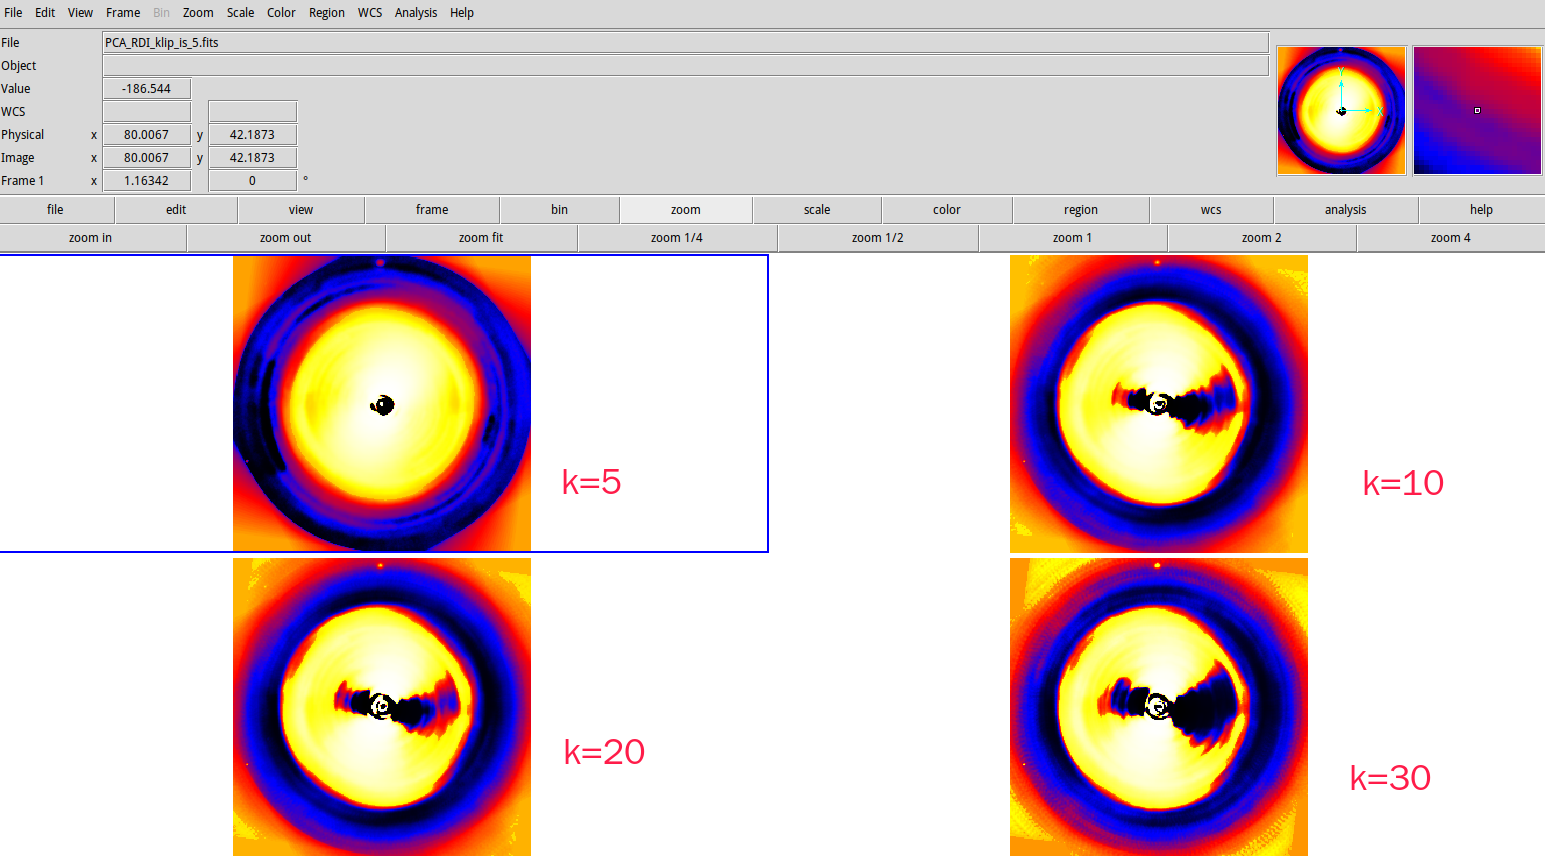 File Edit View Frame Bin Zoom Scale Color Region WCS Analysis Help
File PCA_RDI_klip_is_5.fits
Object
Value -186.544
WCS
Physical x 80.0067 y 42.1873
Image x 80.0067 y 42.1873
Frame 1 x 1.16342 0 °
Y
X
file edit view frame bin zoom scale color region wcs analysis help
zoom in zoom out zoom fit zoom 1/4 zoom 1/2 zoom 1 zoom 2 zoom 4
k=5
k=10
k=20
k=30